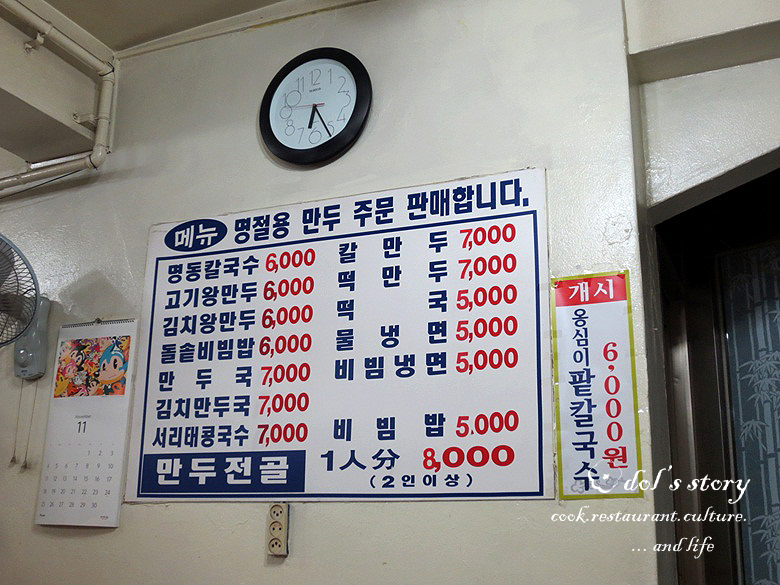 메뉴 명절용 만두 주문 판매합니다.
명동칼국수 6,000
고기왕만두 6,000
김치왕만두 6,000
돌솥비빔밥 6,000
만두국 7,000
김치만두국 7,000
서리태콩국수 7,000
칼만두 7,000
떡만두 7,000
떡국 5,000
물냉면 5,000
비빔냉면 5,000
비빔밥 5,000
만두전골 1人分 8,000
(2인이상)
개시
옹심이 팥칼국수
6,000원
11
dol's story
cook.restaurant.culture.
... and life